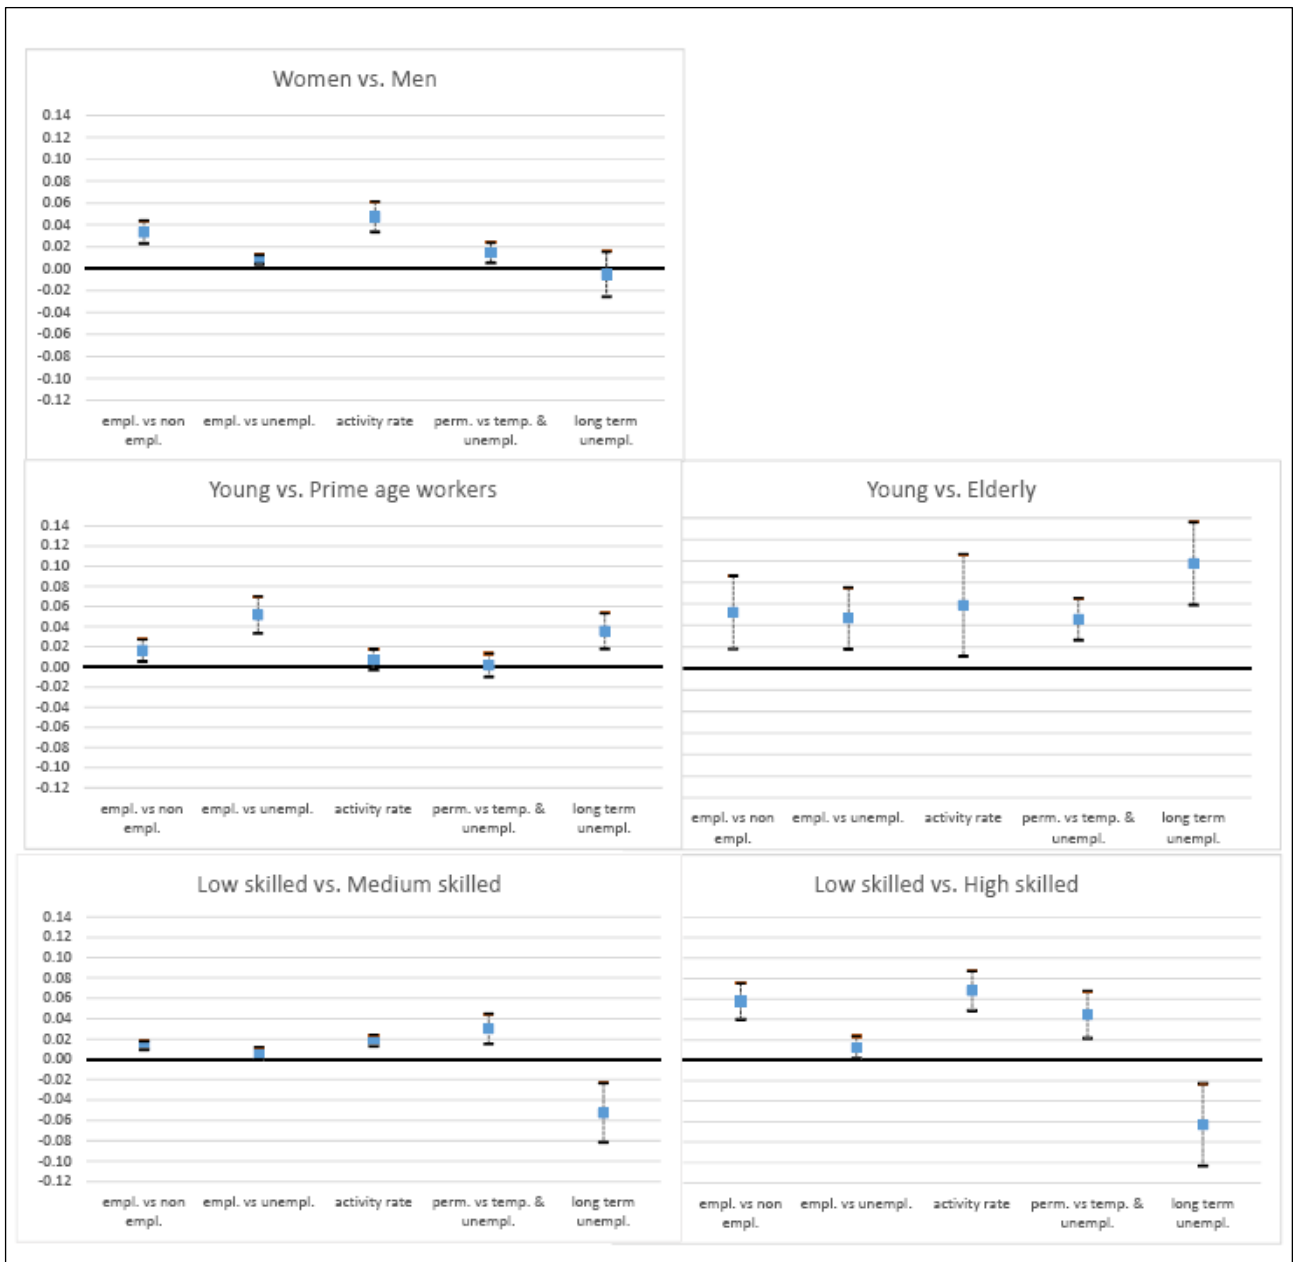 Women vs. Men
0.14
0.12
0.10
0.08
0.06
0.04
0.02
0.00
-0.02
-0.04
-0.06
-0.08
-0.10
-0.12
empl. vs non empl.
empl. vs unempl.
activity rate
perm. vs temp. & unempl.
long term unempl.
Young vs. Prime age workers
0.14
0.12
0.10
0.08
0.06
0.04
0.02
0.00
-0.02
-0.04
-0.06
-0.08
-0.10
-0.12
empl. vs non empl.
empl. vs unempl.
activity rate
perm. vs temp. & unempl.
long term unempl.
Young vs. Elderly
empl. vs non empl.
empl. vs unempl.
activity rate
perm. vs temp. & unempl.
long term unempl.
Low skilled vs. Medium skilled
0.14
0.12
0.10
0.08
0.06
0.04
0.02
0.00
-0.02
-0.04
-0.06
-0.08
-0.10
-0.12
empl. vs non empl.
empl. vs unempl.
activity rate
perm. vs temp. & unempl.
long term unempl.
Low skilled vs. High skilled
empl. vs non empl.
empl. vs unempl.
activity rate
perm. vs temp. & unempl.
long term unempl.